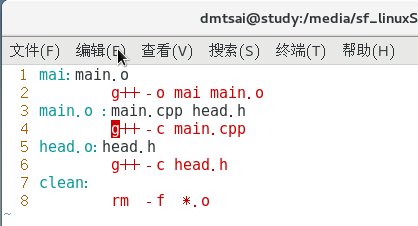 dmtsai@study:/media/sf_linuxS
文件(F) 编辑(E) 查看(V) 搜索(S) 终端(T) 帮助(H)
1 mai:main.o
2 g++ -o mai main.o
3 main.o :main.cpp head.h
4 g++ -c main.cpp
5 head.o:head.h
6 g++ -c head.h
7 clean:
8 rm -f *.o
~